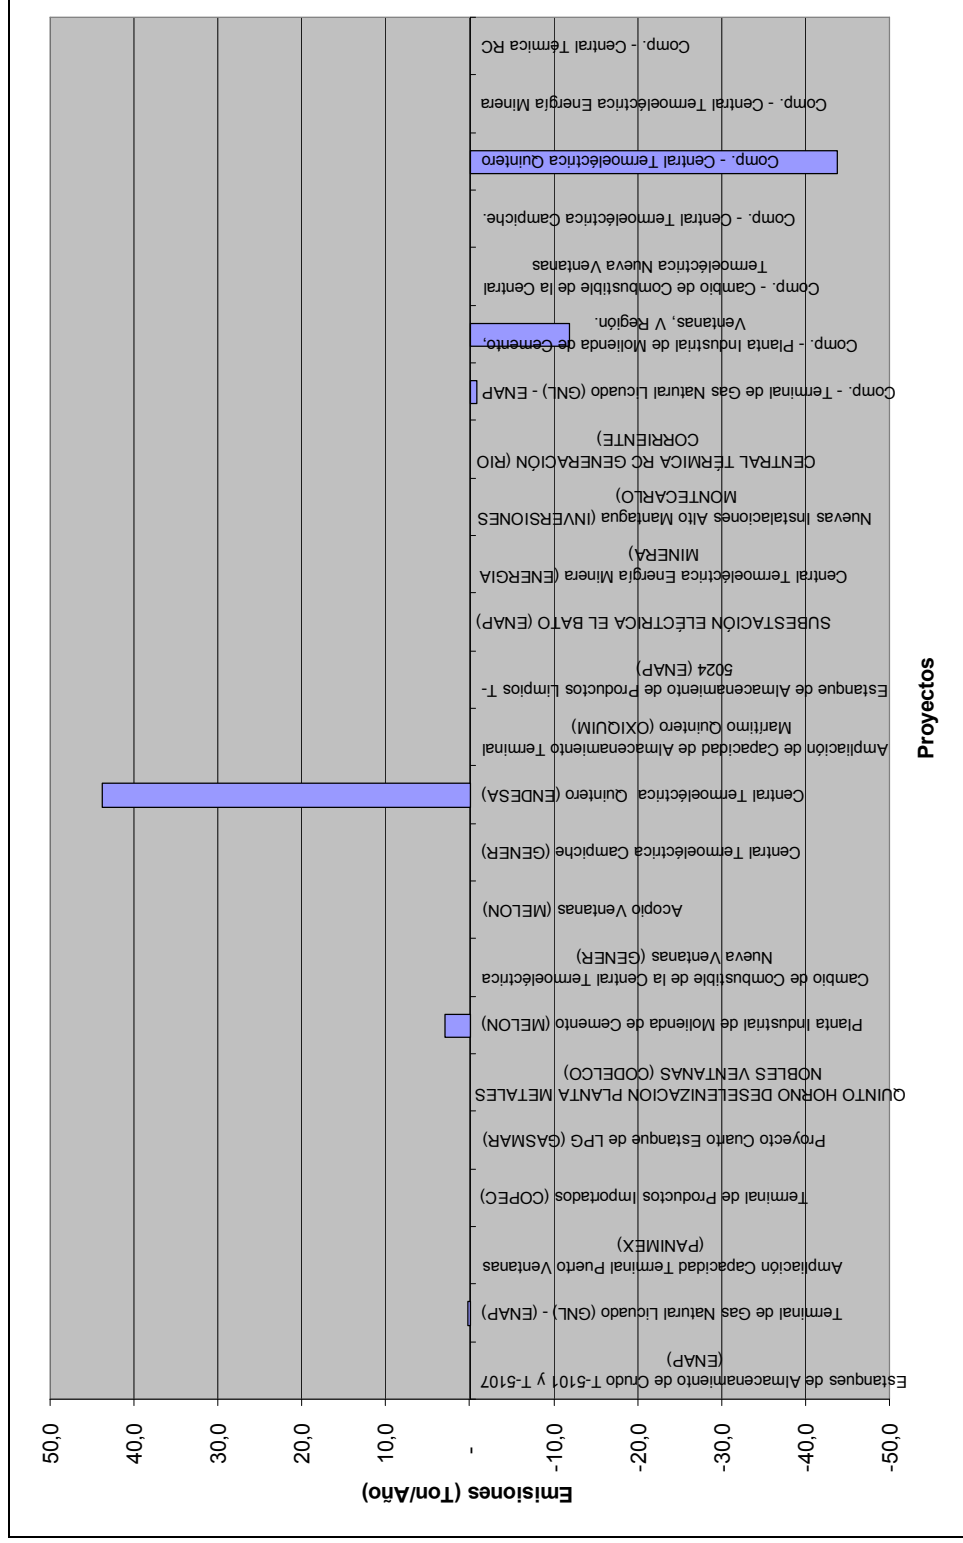 Emisiones (Ton/Año)
50,0
40,0
30,0
20,0
10,0
-
-10,0
-20,0
-30,0
-40,0
-50,0
Estanques de Almacenamiento de Crudo T-5101 y T-5107
(ENAP)
Terminal de Gas Natural Licuado (GNL) - (ENAP)
Ampliación Capacidad Terminal Puerto Ventanas
(PANIMEX)
Terminal de Productos Importados (COPEC)
Proyecto Cuarto Estanque de LPG (GASMAR)
QUINTO HORNO DESELENIZACION PLANTA METALES
NOBLES VENTANAS (CODELCO)
Planta Industrial de Molienda de Cemento (MELON)
Cambio de Combustible de la Central Termoeléctrica
Nueva Ventanas (GENER)
Acopio Ventanas (MELON)
Central Termoeléctrica Campiche (GENER)
Central Termoeléctrica Quintero (ENDESA)
Ampliación de Capacidad de Almacenamiento Terminal
Marítimo Quintero (OXIQUIM)
Estanque de Almacenamiento de Productos Limpios T-
5024 (ENAP)
SUBESTACIÓN ELÉCTRICA EL BATO (ENAP)
Central Termoeléctrica Energía Minera (ENERGIA
MINERA)
Nuevas Instalaciones Alto Mantagua (INVERSIONES
MONTECARLO)
CENTRAL TÉRMICA RC GENERACIÓN (RIO
CORRIENTE)
Comp. - Terminal de Gas Natural Licuado (GNL) - ENAP
Comp. - Planta Industrial de Molienda de Cemento,
Ventanas, V Región.
Comp. - Cambio de Combustible de la Central
Termoeléctrica Nueva Ventanas
Comp. - Central Termoeléctrica Campiche.
Comp. - Central Termoeléctrica Quintero
Comp. - Central Termoeléctrica Energía Minera
Comp. - Central Térmica RC
Proyectos